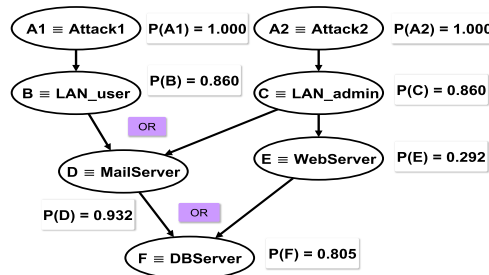 A1 ≡ Attack1
P(A1) = 1.000
A2 ≡ Attack2
P(A2) = 1.000
B ≡ LAN_user
P(B) = 0.860
C ≡ LAN_admin
P(C) = 0.860
OR
D ≡ MailServer
E ≡ WebServer
P(E) = 0.292
P(D) = 0.932
OR
F ≡ DBServer
P(F) = 0.805